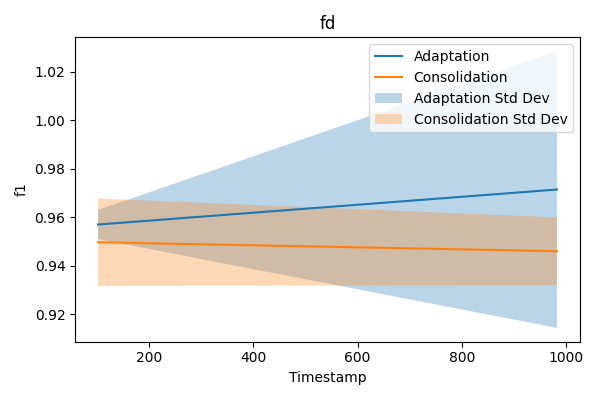 fd
Adaptation
Consolidation
Adaptation Std Dev
Consolidation Std Dev
1.02
1.00
0.98
0.96
0.94
0.92
f1
200
400
600
800
1000
Timestamp